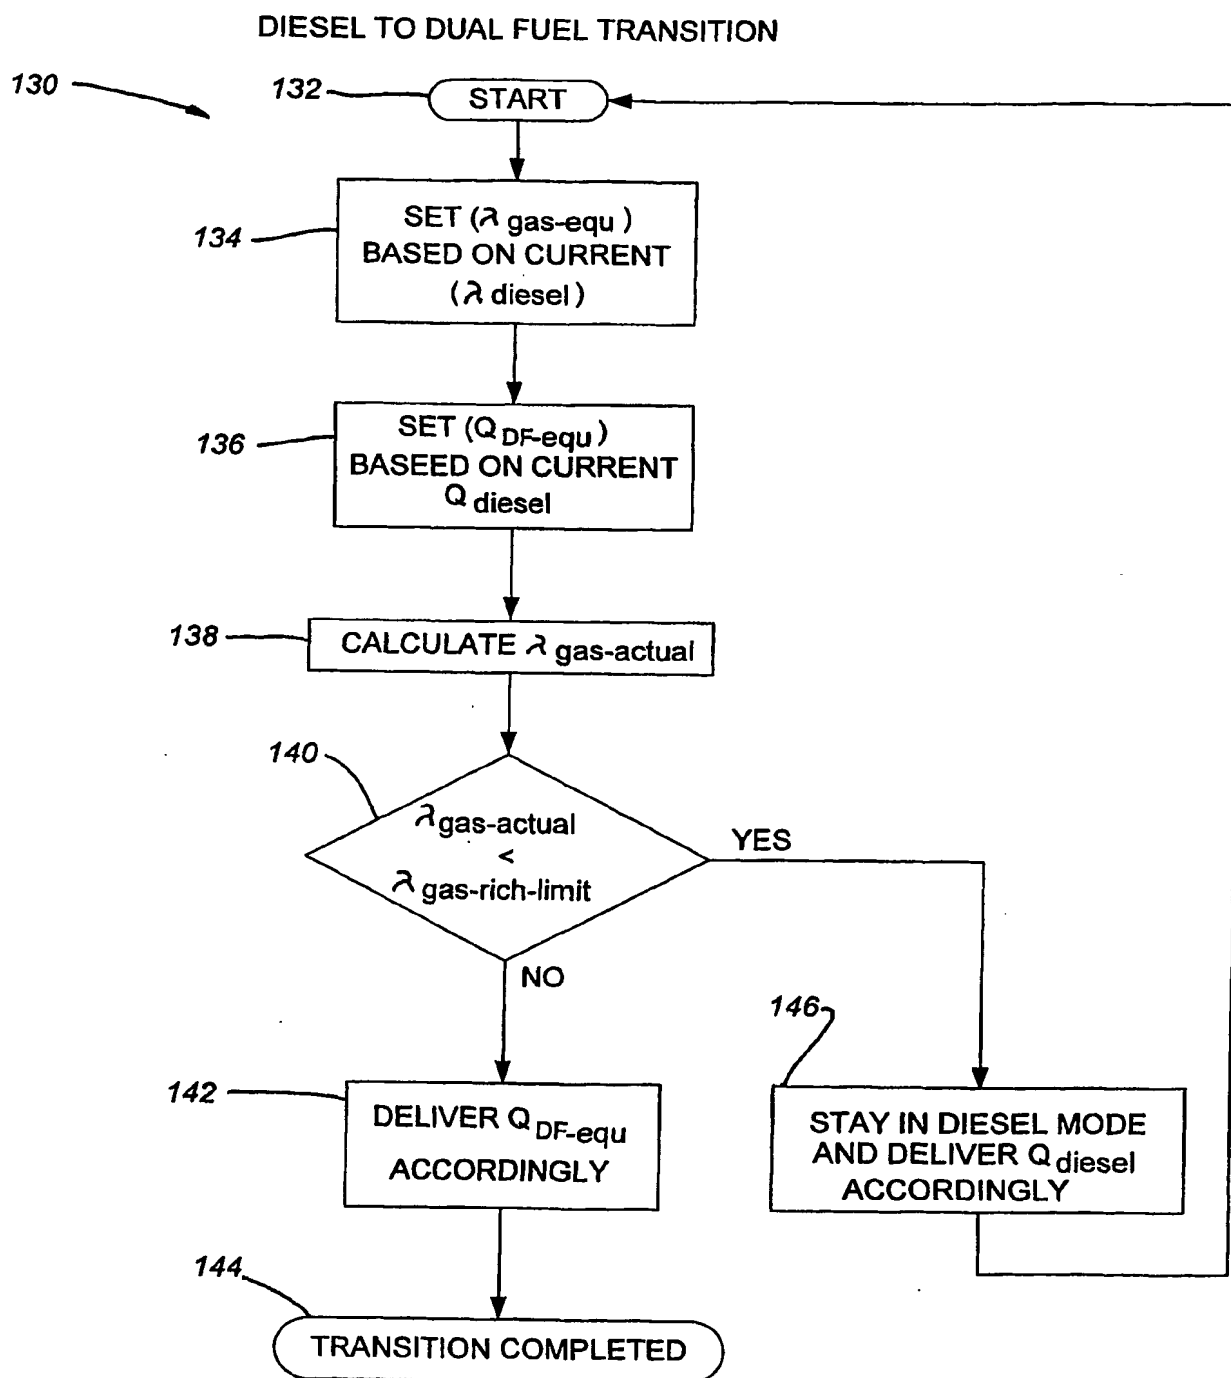 DIESEL TO DUAL FUEL TRANSITION
130
132
START
134
SET (λ gas-equ)
BASED ON CURRENT
(λ diesel)
136
SET (Q DF-equ)
BASEED ON CURRENT
Q diesel
138
CALCULATE λ gas-actual
140
λ gas-actual
<
λ gas-rich-limit
YES
NO
146
142
DELIVER Q DF-equ
ACCORDINGLY
STAY IN DIESEL MODE
AND DELIVER Q diesel
ACCORDINGLY
144
TRANSITION COMPLETED